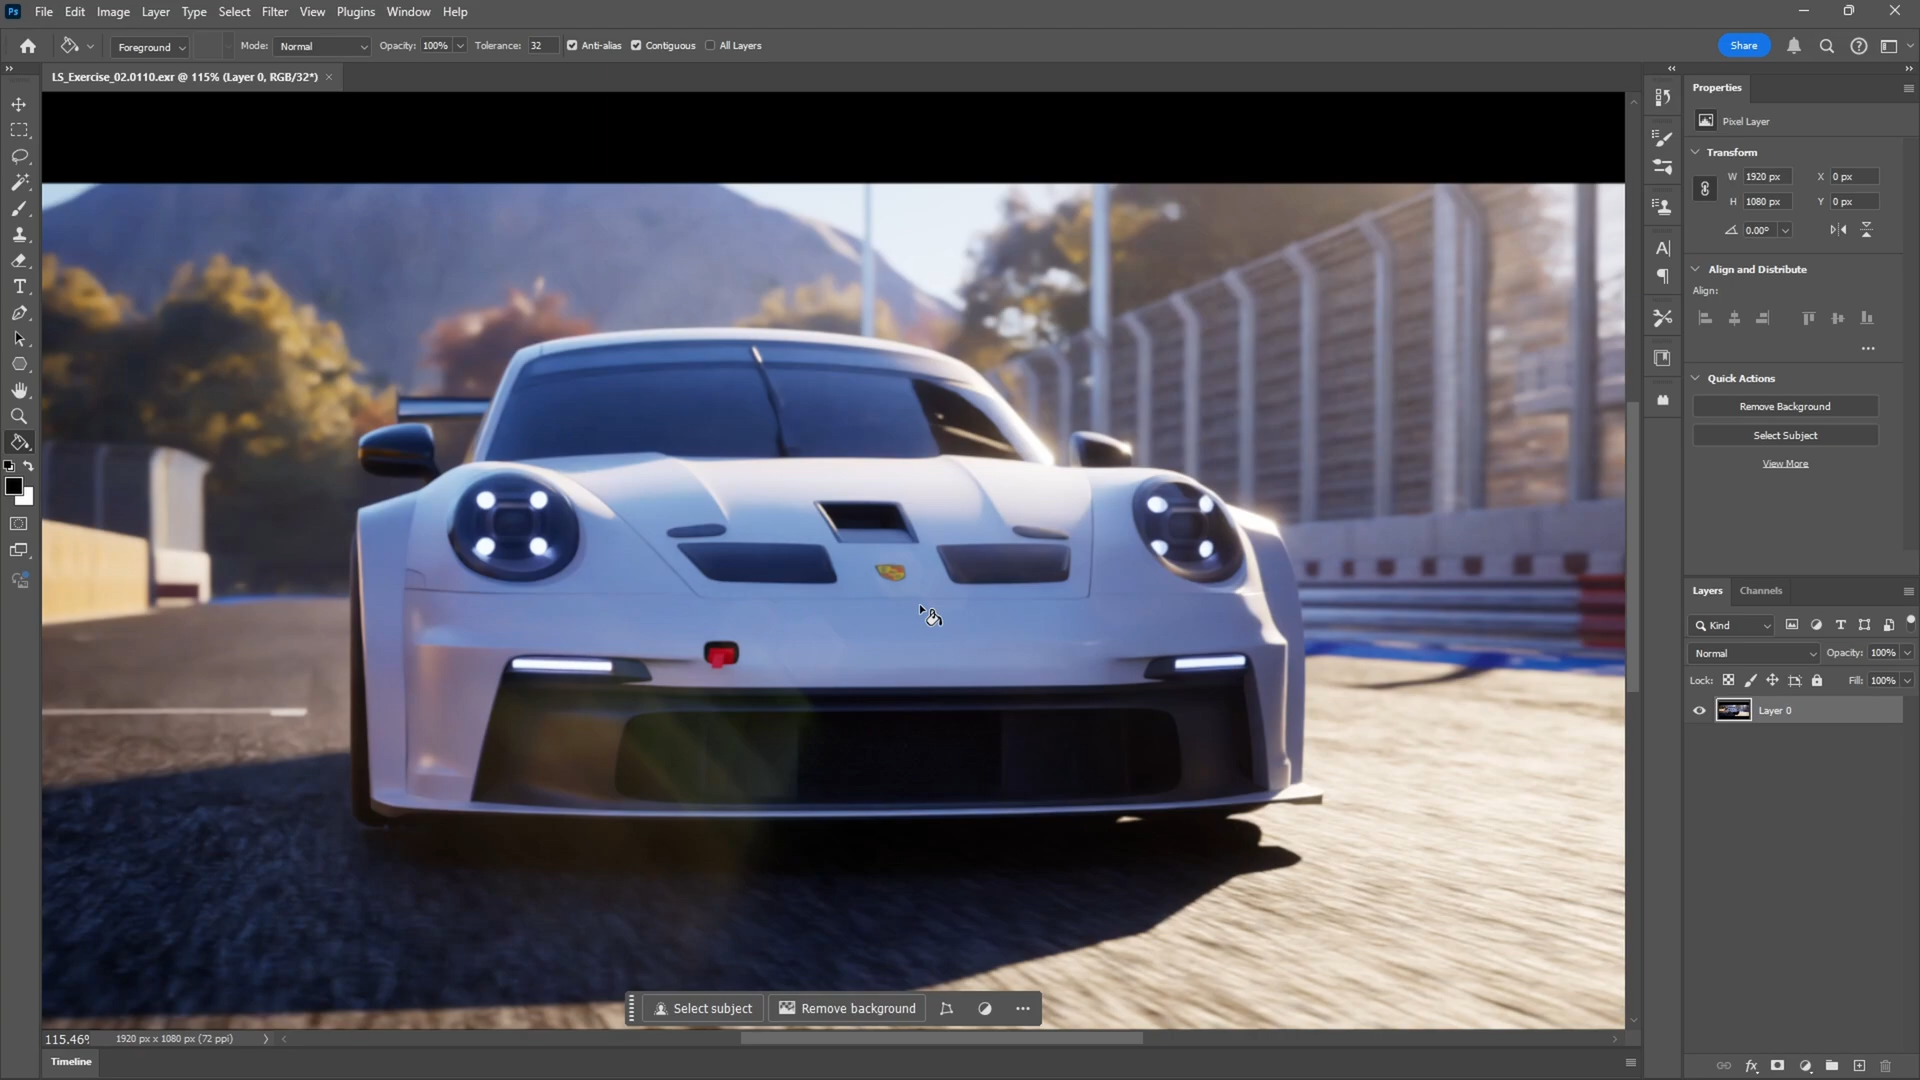 Ps File Edit Image Layer Type Select Filter View Plugins Window Help
Foreground Mode: Normal Opacity: 100% Tolerance: 32 Anti-alias Contiguous All Layers Share
LS_Exercise_02.0110.exr @ 115% (Layer 0, RGB/32*) ×
Properties
Pixel Layer
Transform
W 1920 px X 0 px
H 1080 px Y 0 px
0.00°
Align and Distribute
Align:
Quick Actions
Remove Background
Select Subject
View More
Layers Channels
Kind
Normal Opacity: 100%
Lock: Fill: 100%
Layer 0
Select subject Remove background
115.46% 1920 px x 1080 px (72 ppi)
Timeline